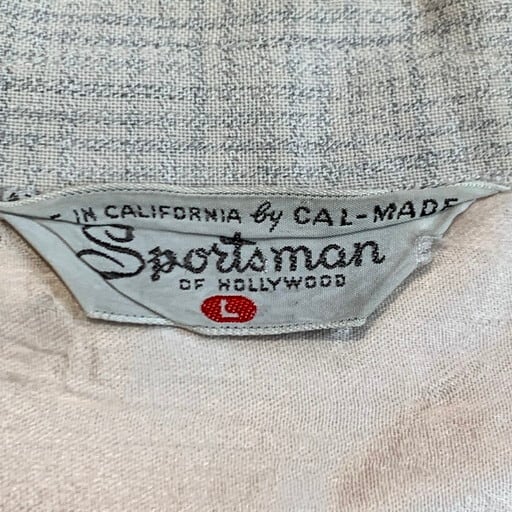 IN CALIFORNIA by CAL-MADE
Sportsman
OF HOLLYWOOD
L